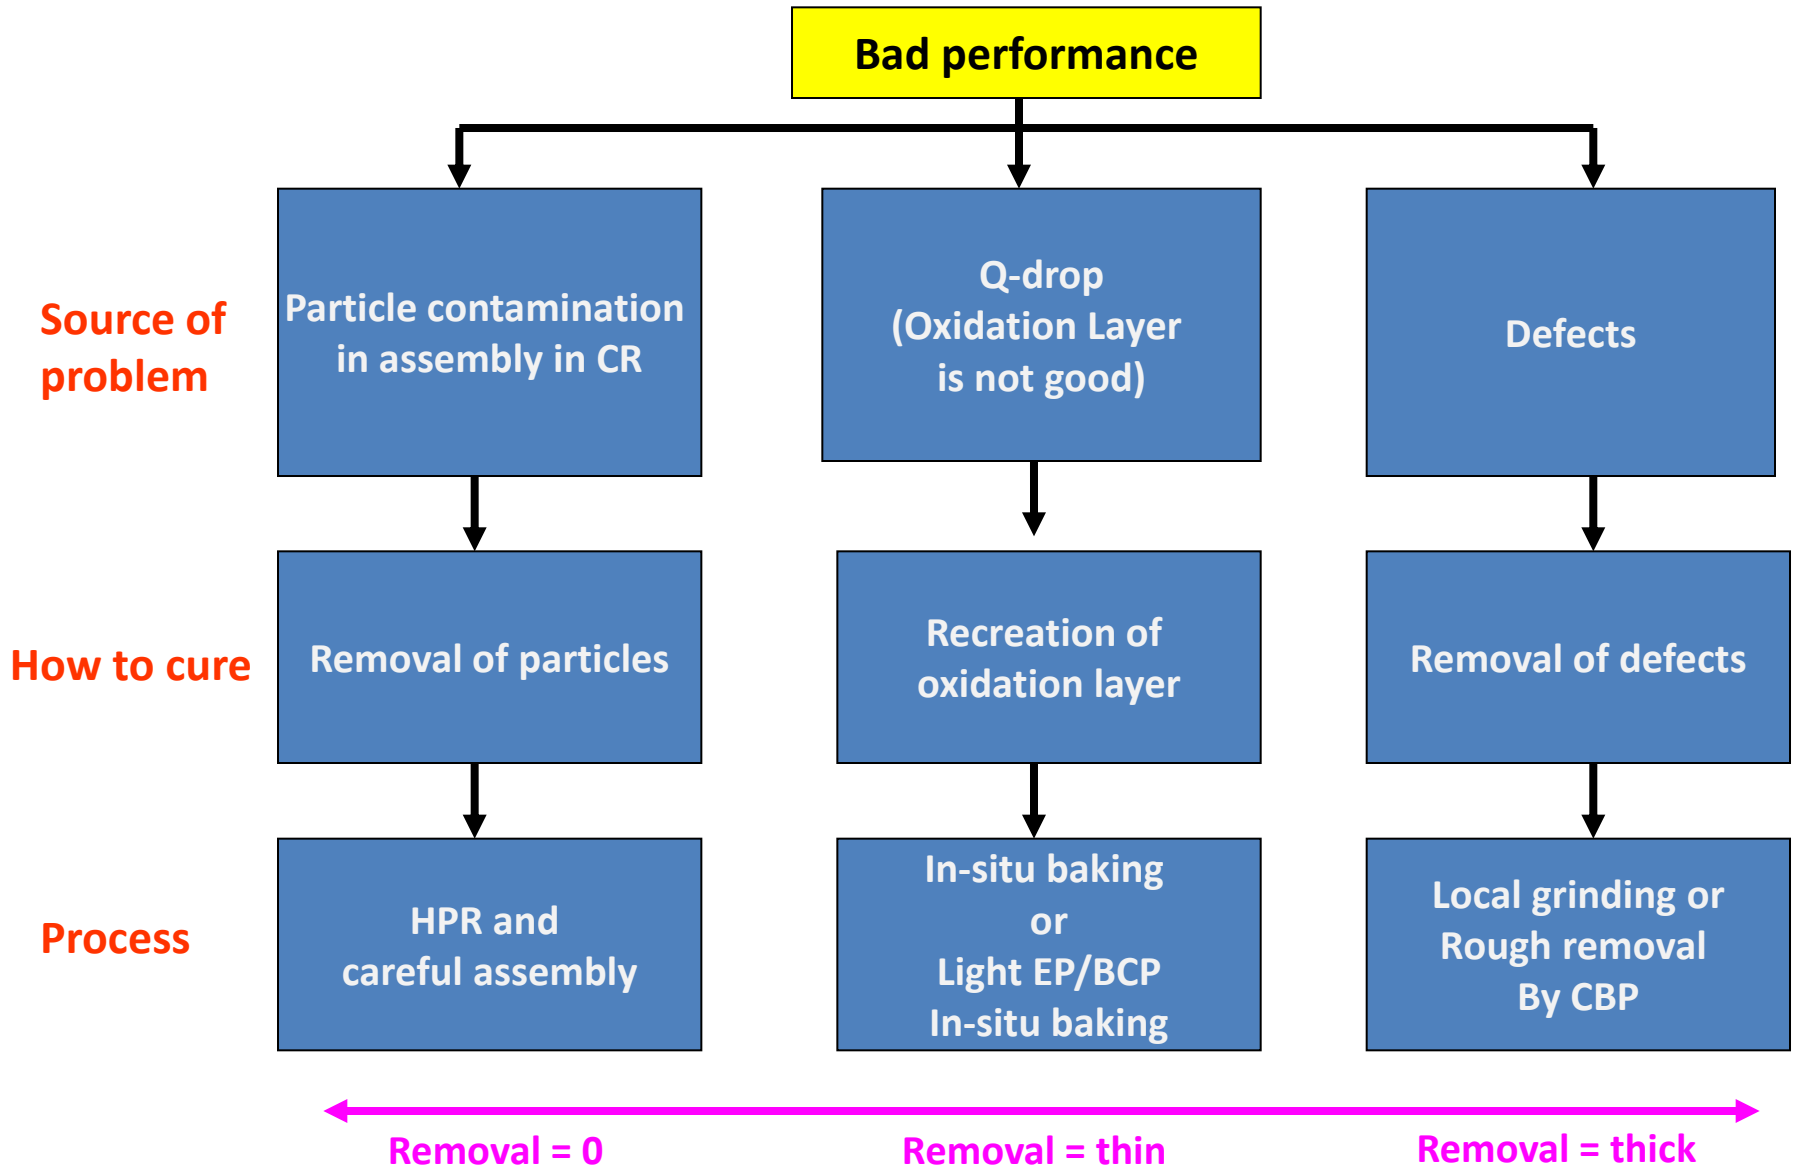 Bad performance
Source of
problem
Particle contamination
in assembly in CR
Q-drop
(Oxidation Layer
is not good)
Defects
How to cure
Removal of particles
Recreation of
oxidation layer
Removal of defects
Process
HPR and
careful assembly
In-situ baking
or
Light EP/BCP
In-situ baking
Local grinding or
Rough removal
By CBP
Removal = 0
Removal = thin
Removal = thick